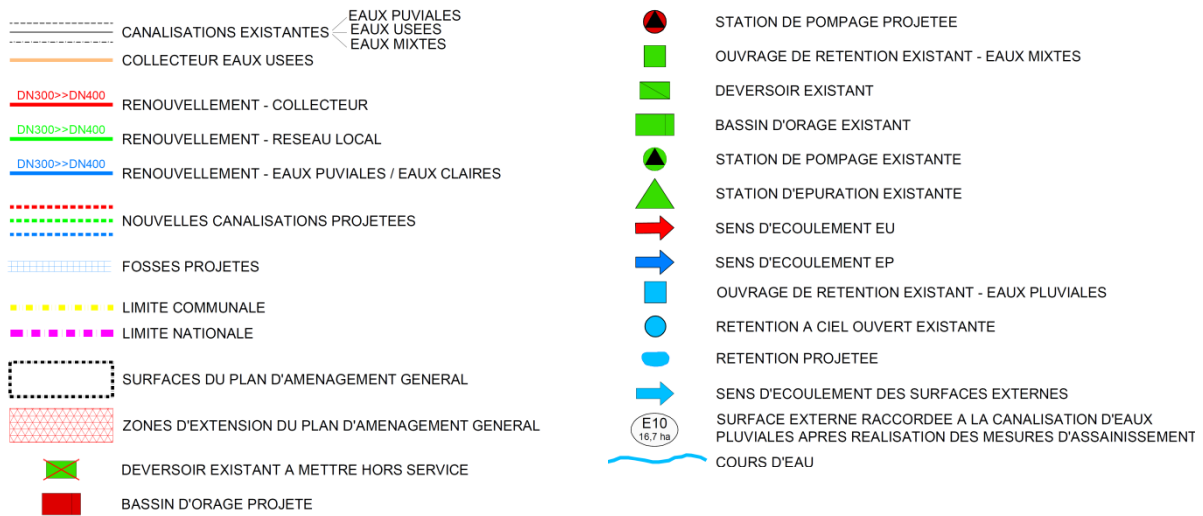 EAUX PUVIALES
CANALISATIONS EXISTANTES EAUX USEES
EAUX MIXTES
COLLECTEUR EAUX USEES
DN300>>DN400
RENOUVELLEMENT - COLLECTEUR
DN300>>DN400
RENOUVELLEMENT - RESEAU LOCAL
DN300>>DN400
RENOUVELLEMENT - EAUX PUVIALES / EAUX CLAIRES
NOUVELLES CANALISATIONS PROJETEES
FOSSES PROJETES
LIMITE COMMUNALE
LIMITE NATIONALE
SURFACES DU PLAN D'AMENAGEMENT GENERAL
ZONES D'EXTENSION DU PLAN D'AMENAGEMENT GENERAL
DEVERSOIR EXISTANT A METTRE HORS SERVICE
BASSIN D'ORAGE PROJETE
STATION DE POMPAGE PROJETEE
OUVRAGE DE RETENTION EXISTANT - EAUX MIXTES
DEVERSOIR EXISTANT
BASSIN D'ORAGE EXISTANT
STATION DE POMPAGE EXISTANTE
STATION D'EPURATION EXISTANTE
SENS D'ECOULEMENT EU
SENS D'ECOULEMENT EP
OUVRAGE DE RETENTION EXISTANT - EAUX PLUVIALES
RETENTION A CIEL OUVERT EXISTANTE
RETENTION PROJETEE
SENS D'ECOULEMENT DES SURFACES EXTERNES
E10
16,7 ha
SURFACE EXTERNE RACCORDEE A LA CANALISATION D'EAUX
PLUVIALES APRES REALISATION DES MESURES D'ASSAINISSEMENT
COURS D'EAU